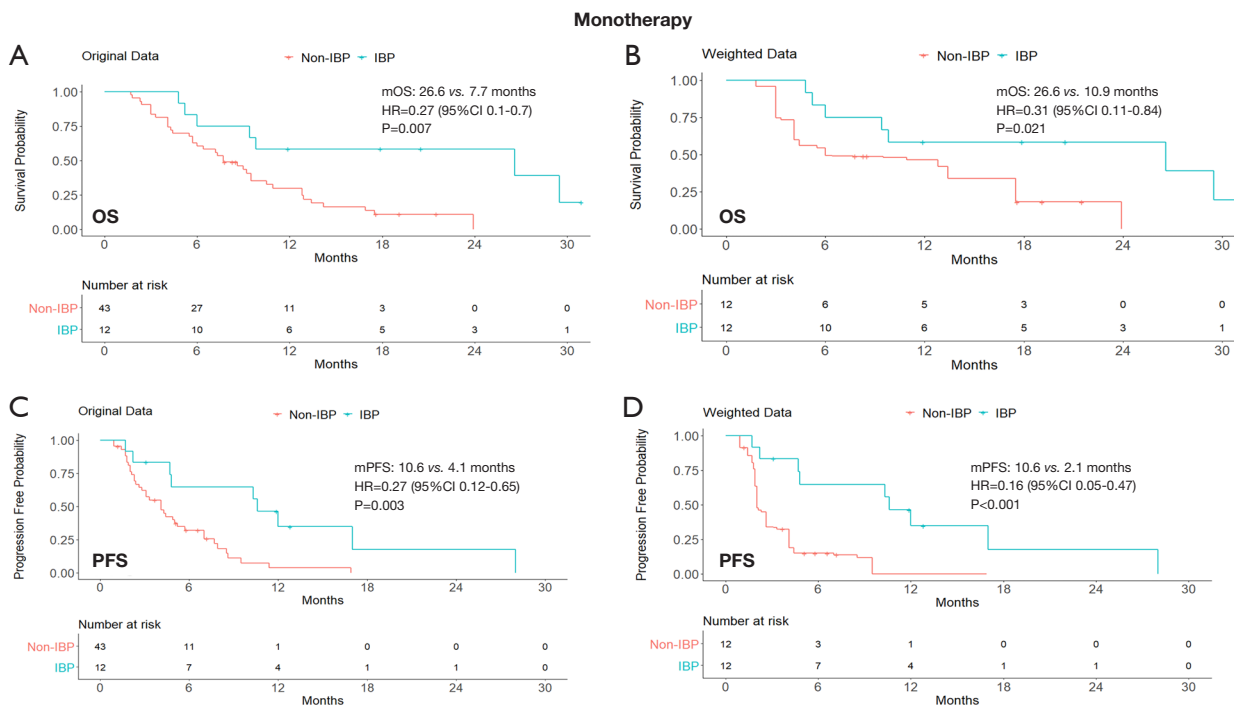 Monotherapy
A
Original Data
Non-IBP
IBP
mOS: 26.6 vs. 7.7 months
HR=0.27 (95%CI 0.1-0.7)
P=0.007
Survival Probability
1.00
0.75
0.50
0.25
0.00
OS
0 6 12 18 24 30
Months
Number at risk
Non-IBP 43 27 11 3 0 0
IBP 12 10 6 5 3 1
0 6 12 18 24 30
Months
B
Weighted Data
Non-IBP
IBP
mOS: 26.6 vs. 10.9 months
HR=0.31 (95%CI 0.11-0.84)
P=0.021
Survival Probability
1.00
0.75
0.50
0.25
0.00
OS
0 6 12 18 24 30
Months
Number at risk
Non-IBP 12 6 5 3 0 0
IBP 12 10 6 5 3 1
0 6 12 18 24 30
Months
C
Original Data
Non-IBP
IBP
mPFS: 10.6 vs. 4.1 months
HR=0.27 (95%CI 0.12-0.65)
P=0.003
Progression Free Probability
1.00
0.75
0.50
0.25
0.00
PFS
0 6 12 18 24 30
Months
Number at risk
Non-IBP 43 11 1 0 0 0
IBP 12 7 4 1 1 0
0 6 12 18 24 30
Months
D
Weighted Data
Non-IBP
IBP
mPFS: 10.6 vs. 2.1 months
HR=0.16 (95%CI 0.05-0.47)
P<0.001
Progression Free Probability
1.00
0.75
0.50
0.25
0.00
PFS
0 6 12 18 24 30
Months
Number at risk
Non-IBP 12 3 1 0 0 0
IBP 12 7 4 1 1 0
0 6 12 18 24 30
Months